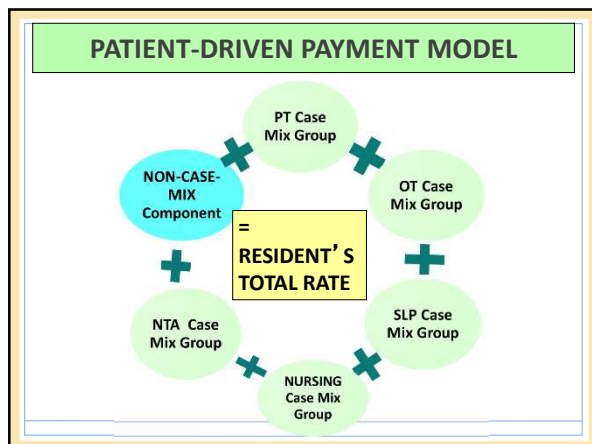 PATIENT-DRIVEN PAYMENT MODEL
PT Case
Mix Group
NON-CASE-
MIX
Component
OT Case
Mix Group
=
RESIDENT’S
TOTAL RATE
NTA Case
Mix Group
SLP Case
Mix Group
NURSING
Case Mix
Group